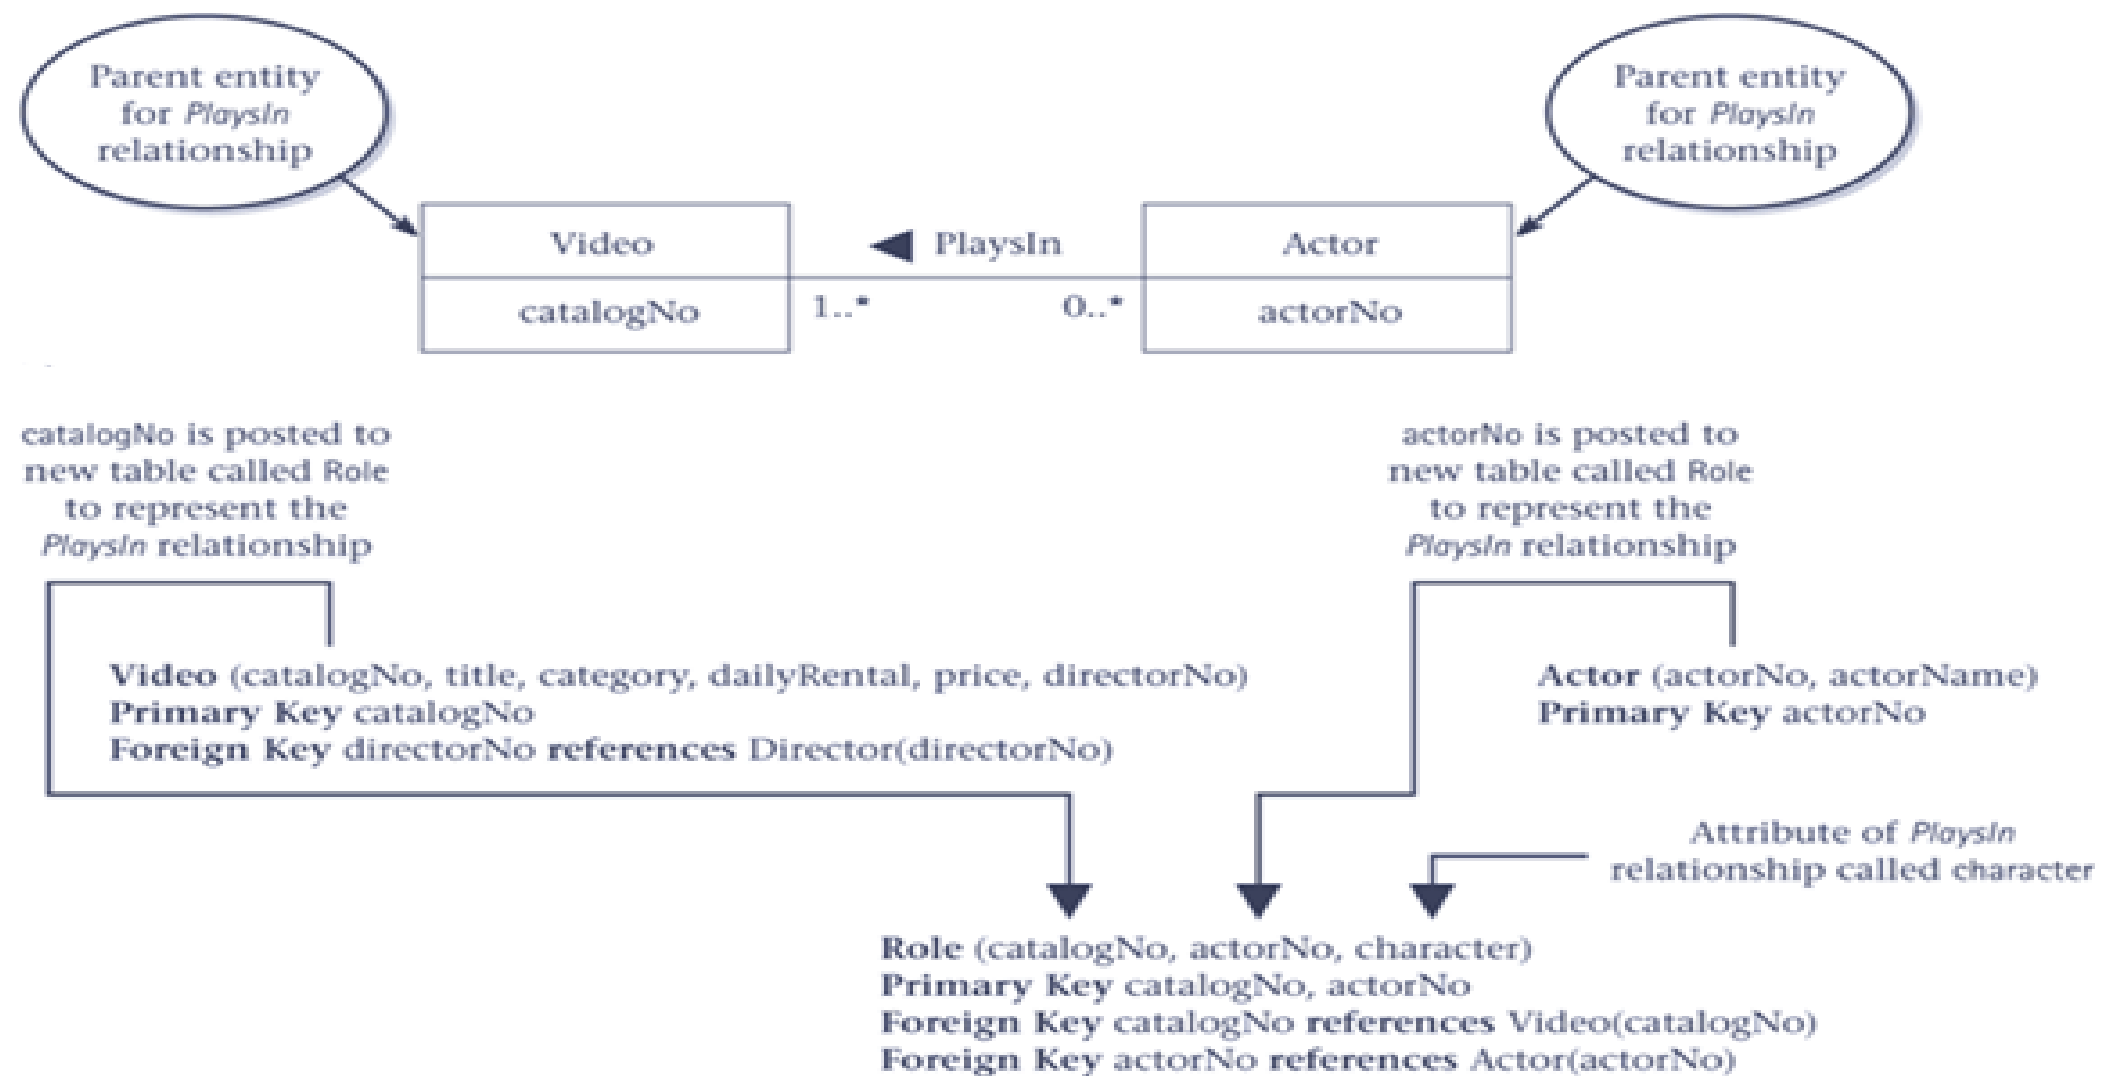 Parent entity
for PlaysIn
relationship
Parent entity
for PlaysIn
relationship
Video
PlaysIn
Actor
catalogNo
1..*
0..*
actorNo
catalogNo is posted to
new table called Role
to represent the
PlaysIn relationship
actorNo is posted to
new table called Role
to represent the
PlaysIn relationship
Video (catalogNo, title, category, dailyRental, price, directorNo)
Primary Key catalogNo
Foreign Key directorNo references Director(directorNo)
Actor (actorNo, actorName)
Primary Key actorNo
Attribute of PlaysIn
relationship called character
Role (catalogNo, actorNo, character)
Primary Key catalogNo, actorNo
Foreign Key catalogNo references Video(catalogNo)
Foreign Key actorNo references Actor(actorNo)